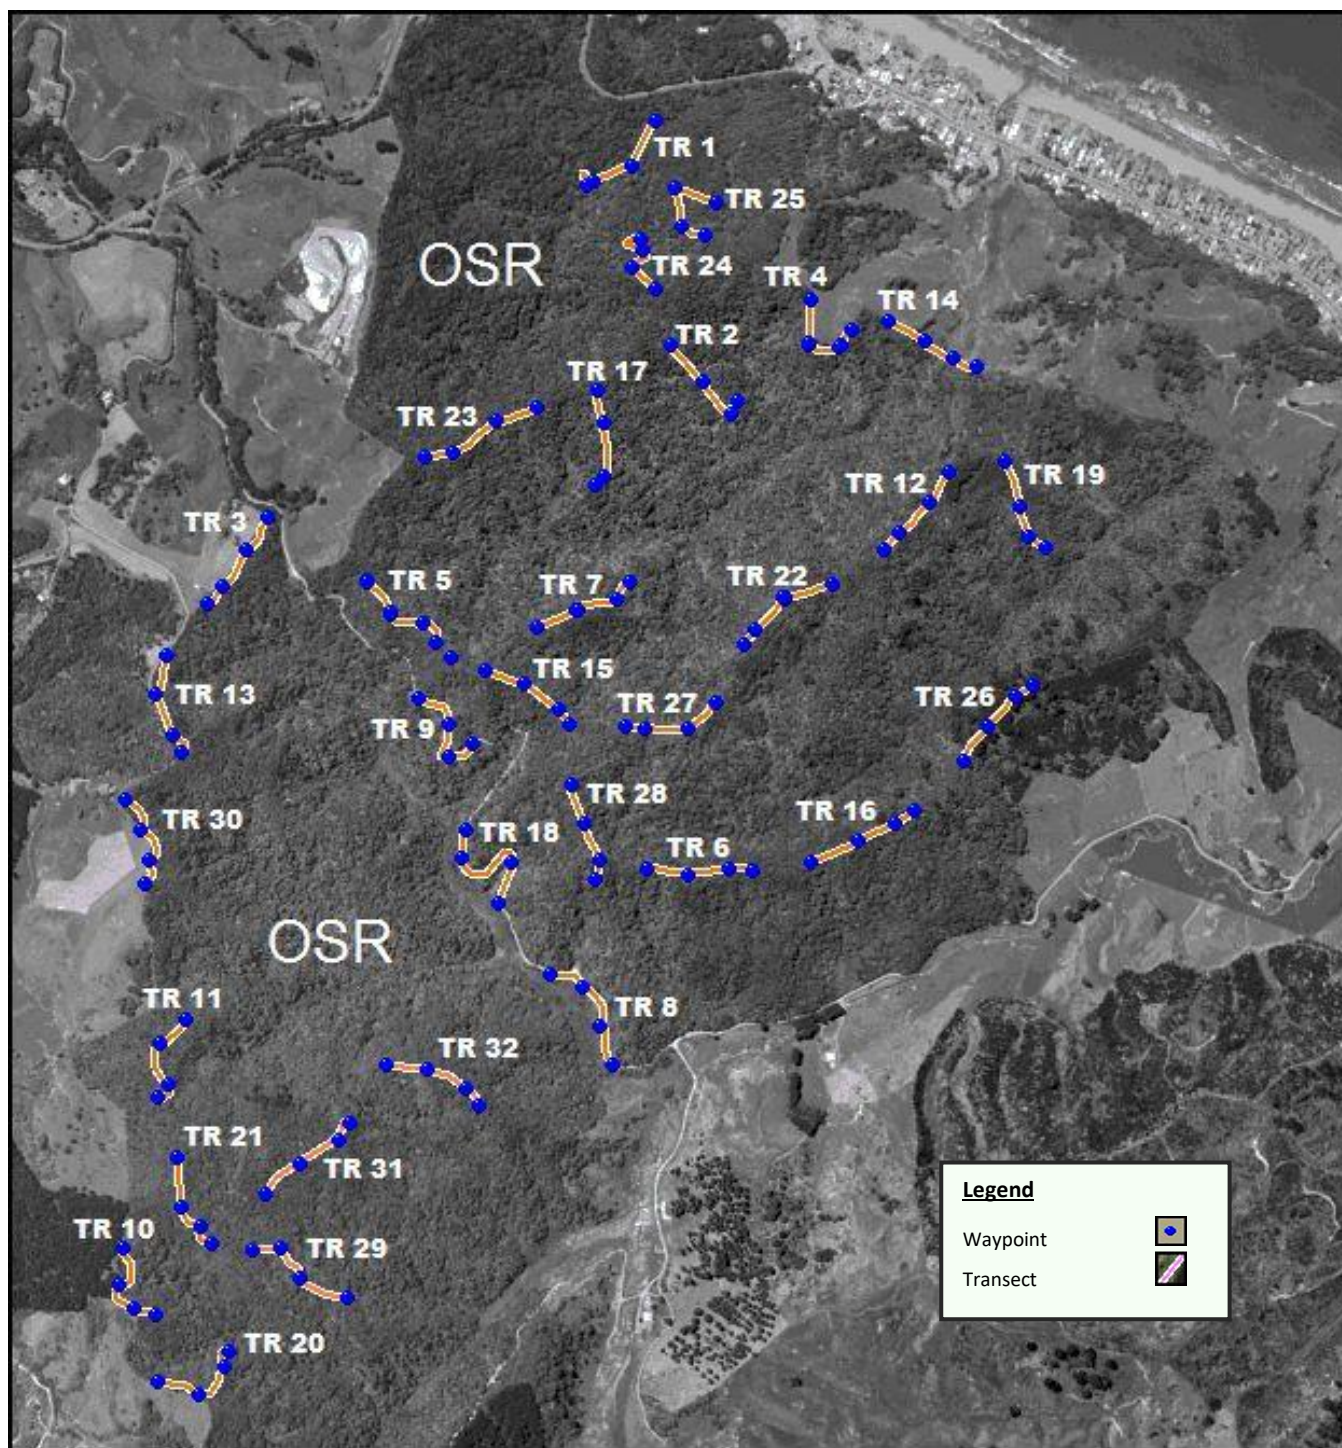 TR 1
TR 25
OSR
TR 24
TR 4
TR 14
TR 2
TR 17
TR 23
TR 12
TR 19
TR 3
TR 5
TR 7
TR 22
TR 15
TR 13
TR 27
TR 26
TR 9
TR 28
TR 30
TR 18
TR 16
TR 6
OSR
TR 11
TR 8
TR 32
TR 21
TR 31
TR 10
TR 29
TR 20
Legend
Waypoint
Transect